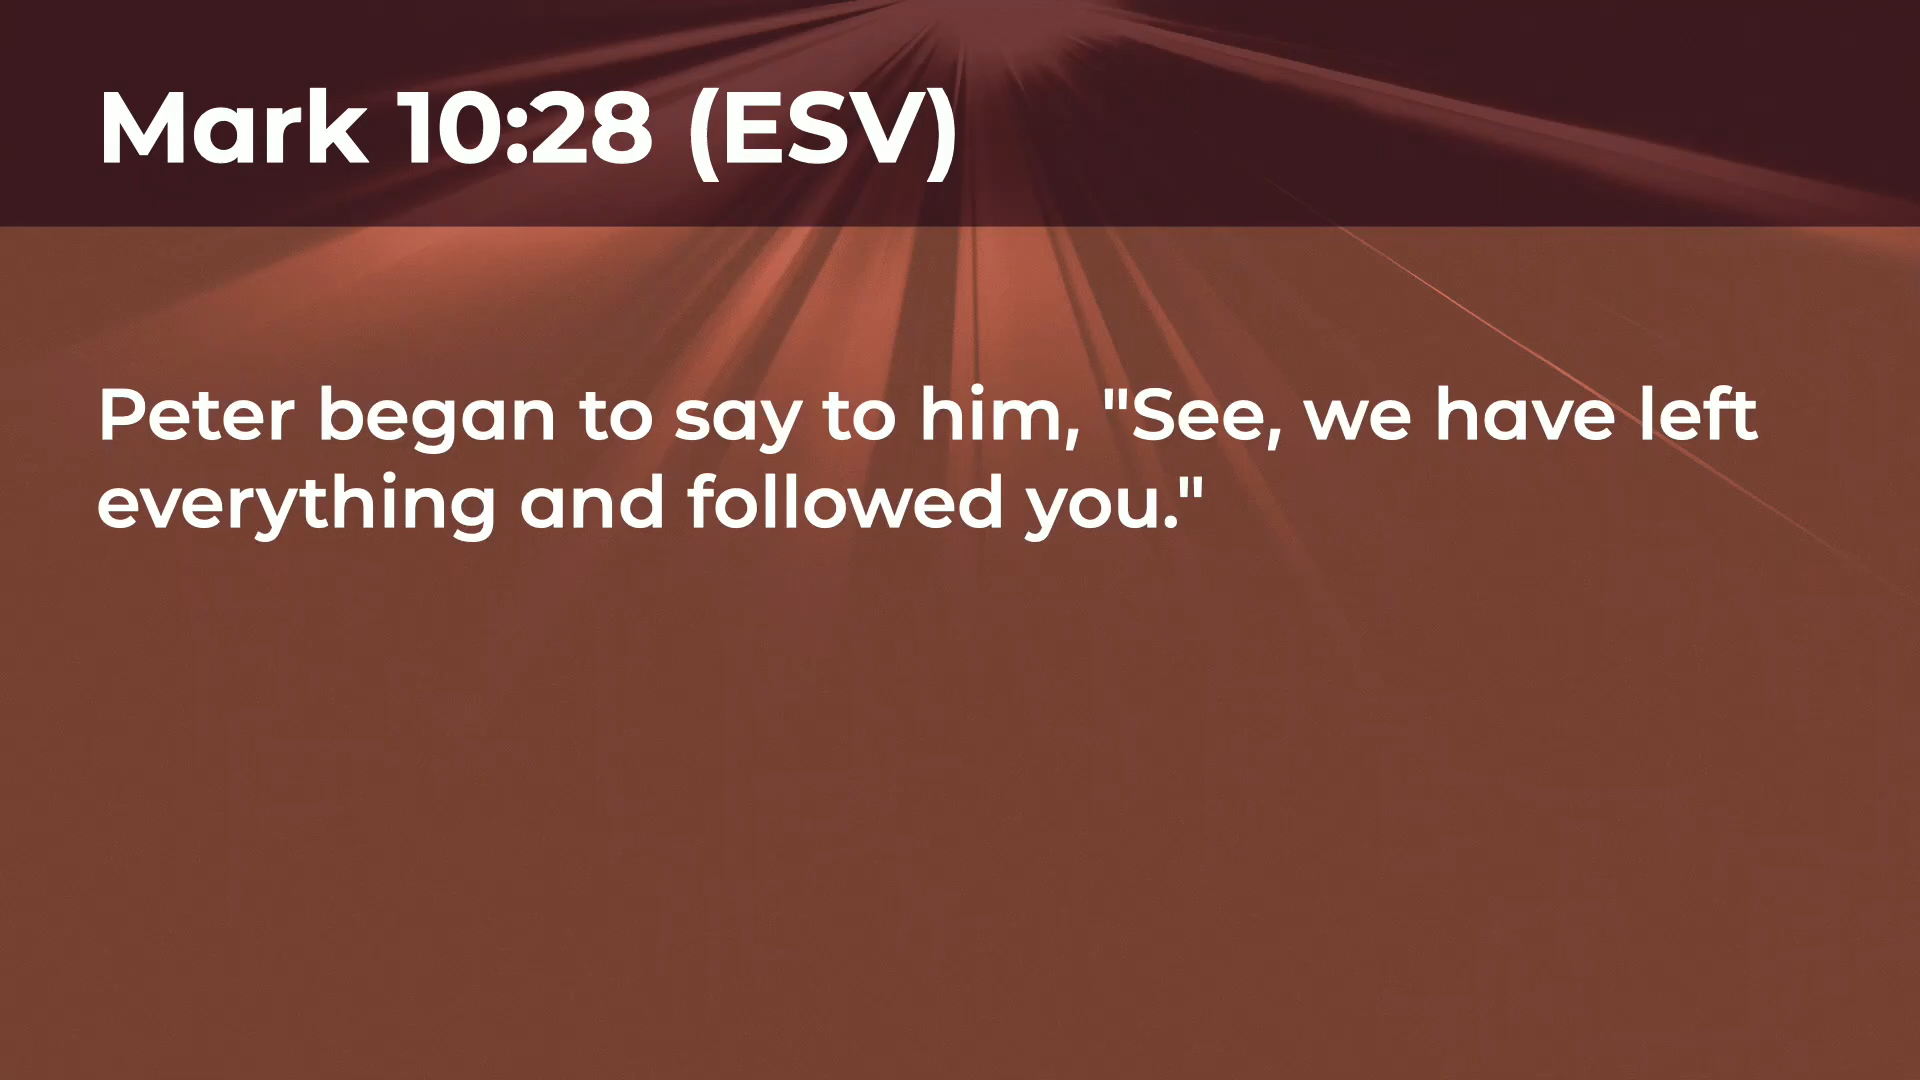 Mark 10:28 (ESV)
Peter began to say to him, "See, we have left
everything and followed you."